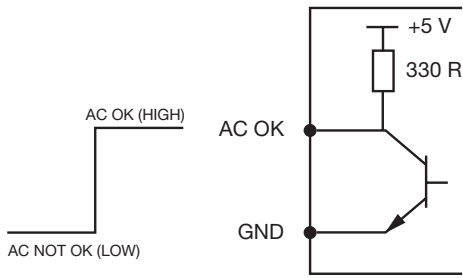 +5 V
330 R
AC OK (HIGH)
AC OK
GND
AC NOT OK (LOW)